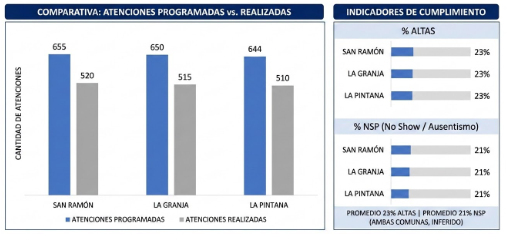 COMPARATIVA: ATENCIONES PROGRAMADAS vs. REALIZADAS
CANTIDAD DE ATENCIONES
655
520
650
515
644
510
SAN RAMÓN
LA GRANJA
LA PINTANA
ATENCIONES PROGRAMADAS
ATENCIONES REALIZADAS
INDICADORES DE CUMPLIMIENTO
% ALTAS
SAN RAMÓN 23%
LA GRANJA 23%
LA PINTANA 23%
% NSP (No Show / Ausentismo)
SAN RAMÓN 21%
LA GRANJA 21%
LA PINTANA 21%
PROMEDIO 23% ALTAS | PROMEDIO 21% NSP
(AMBAS COMUNAS, INFERIDO)